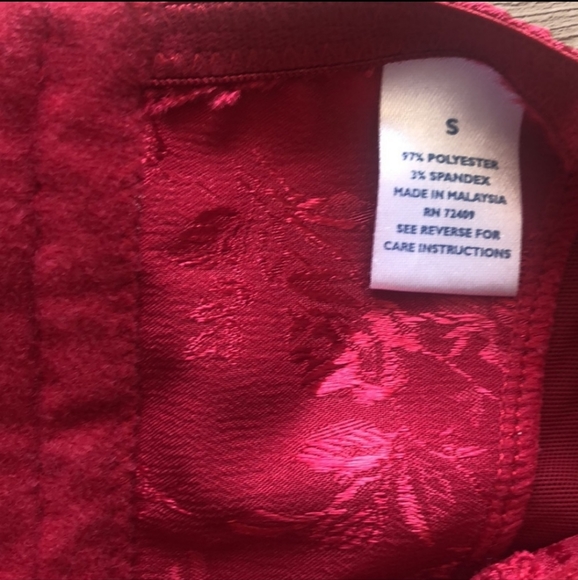 S
97% POLYESTER
3% SPANDEX
MADE IN MALAYSIA
RN 72409
SEE REVERSE FOR
CARE INSTRUCTIONS